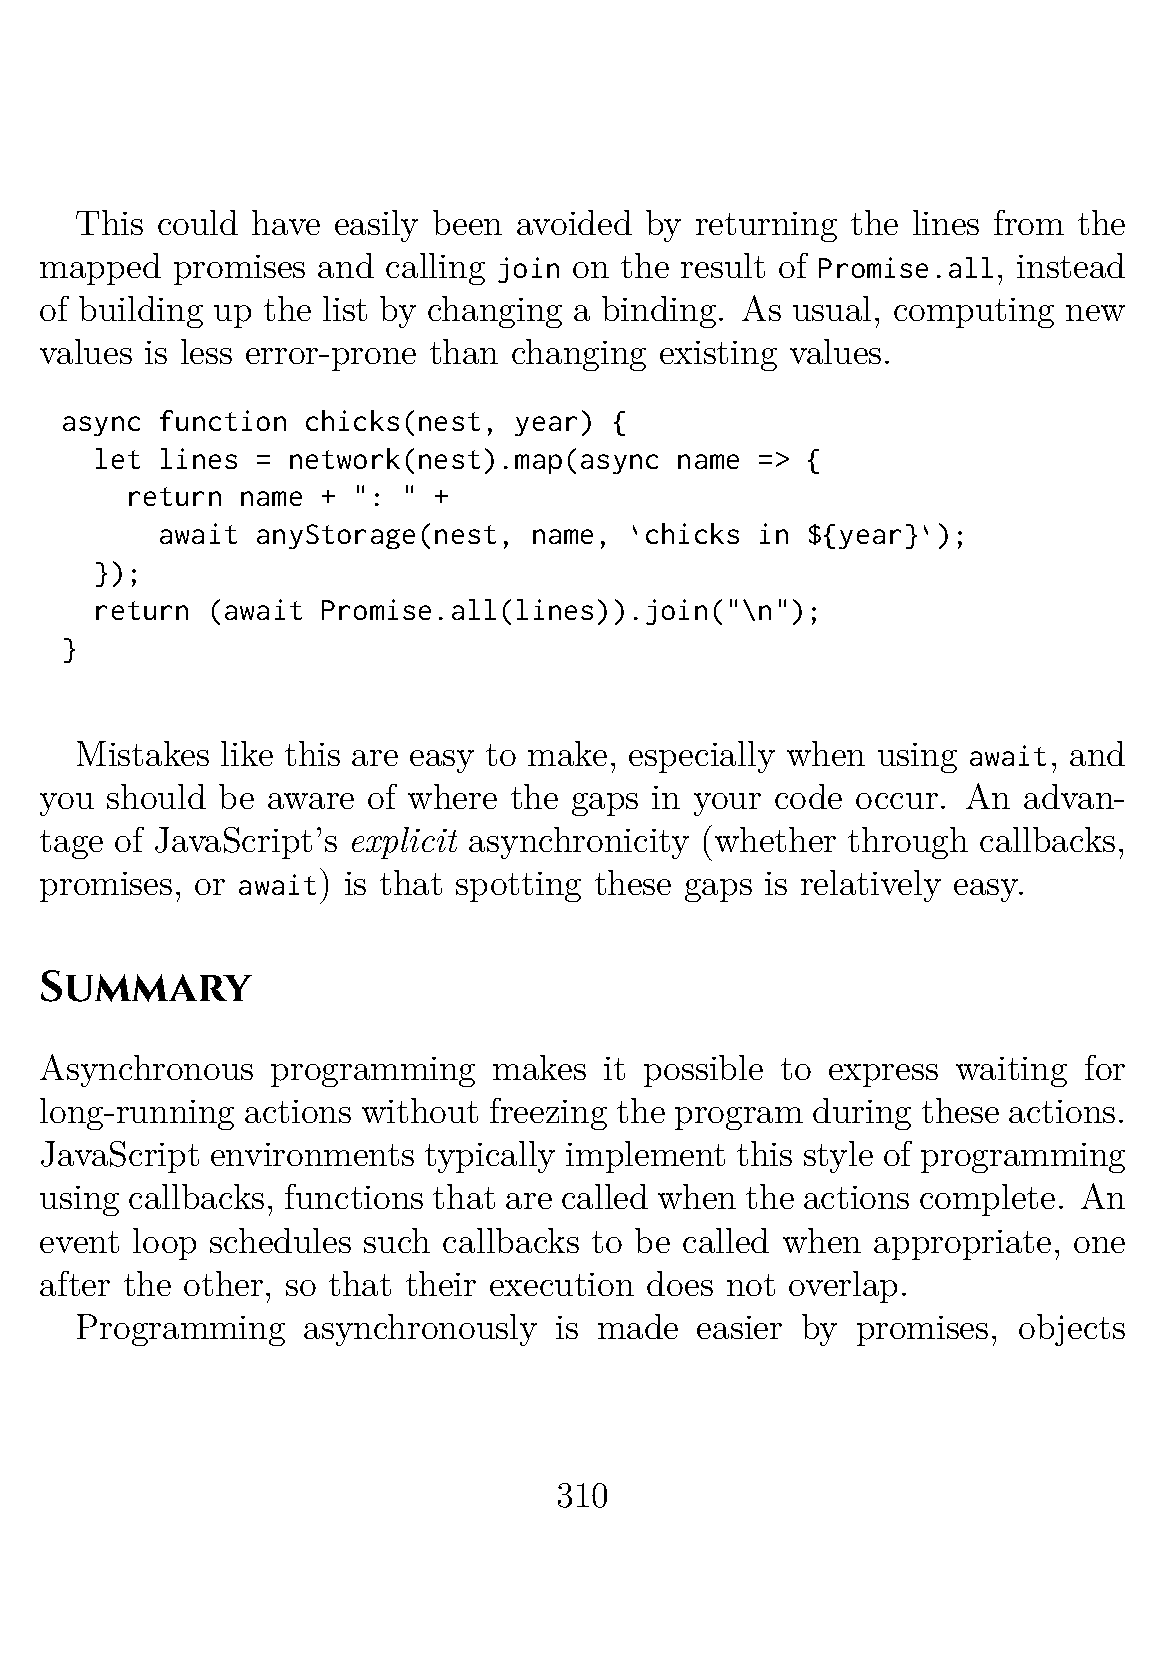 This could have easily been avoided by returning the lines from the
mapped promises and calling join on the result of Promise.all, instead
of building up the list by changing a binding. As usual, computing new
values is less error-prone than changing existing values.
async function chicks(nest, year) {
  let lines = network(nest).map(async name => {
    return name + ": " +
      await anyStorage(nest, name, `chicks in ${year}`);
  });
  return (await Promise.all(lines)).join("\n");
}
Mistakes like this are easy to make, especially when using await, and
you should be aware of where the gaps in your code occur. An advan-
tage of JavaScript's explicit asynchronicity (whether through callbacks,
promises, or await) is that spotting these gaps is relatively easy.
Summary
Asynchronous programming makes it possible to express waiting for
long-running actions without freezing the program during these actions.
JavaScript environments typically implement this style of programming
using callbacks, functions that are called when the actions complete. An
event loop schedules such callbacks to be called when appropriate, one
after the other, so that their execution does not overlap.
Programming asynchronously is made easier by promises, objects
310